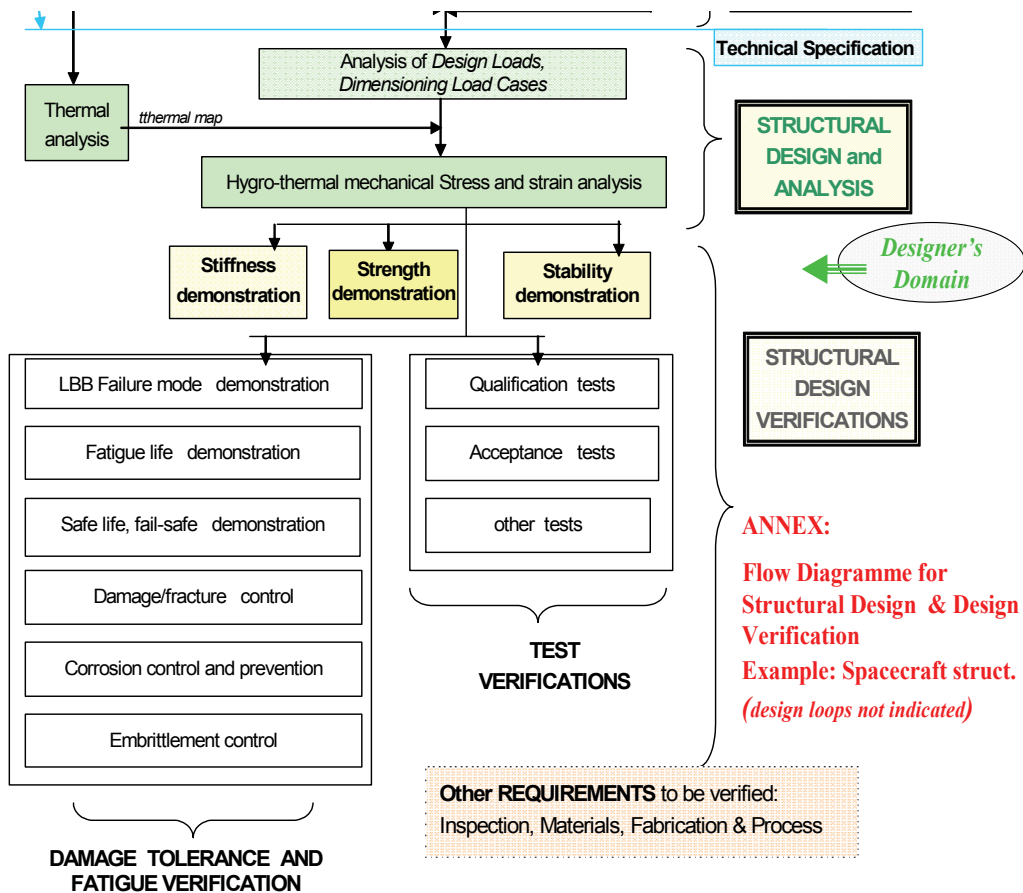 Technical Specification
Analysis of Design Loads,
Dimensioning Load Cases
Thermal
analysis
tthermal map
STRUCTURAL
DESIGN and
ANALYSIS
Hygro-thermal mechanical Stress and strain analysis
Designer's
Domain
Stiffness
demonstration
Strength
demonstration
Stability
demonstration
STRUCTURAL
DESIGN
VERIFICATIONS
LBB Failure mode demonstration
Fatigue life demonstration
Safe life, fail-safe demonstration
Damage/fracture control
Corrosion control and prevention
Embrittlement control
DAMAGE TOLERANCE AND
FATIGUE VERIFICATION
Qualification tests
Acceptance tests
other tests
TEST
VERIFICATIONS
ANNEX:
Flow Diagramme for
Structural Design & Design
Verification
Example: Spacecraft struct.
(design loops not indicated)
Other REQUIREMENTS to be verified:
Inspection, Materials, Fabrication & Process